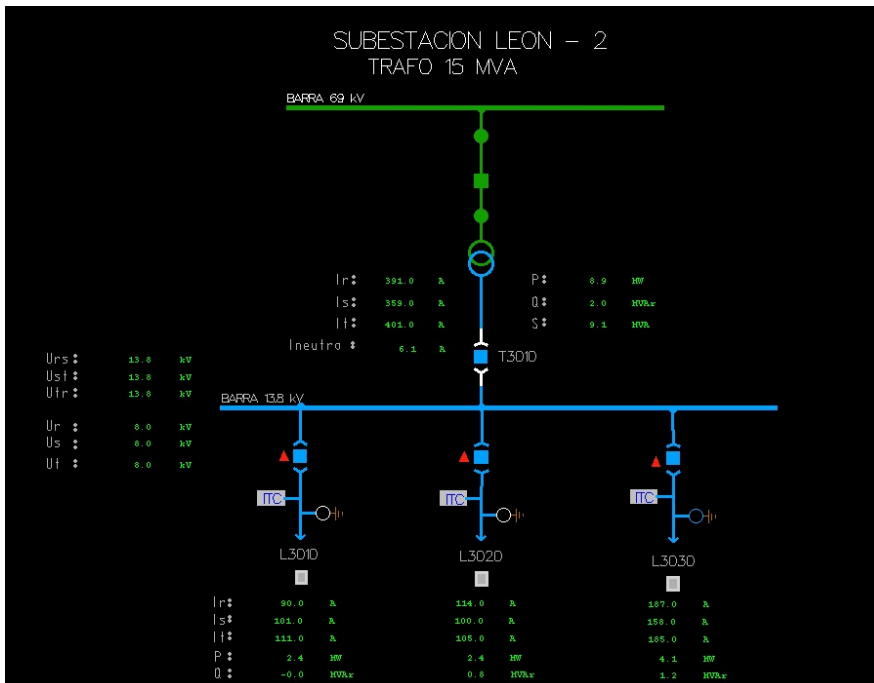 SUBESTACION LEON - 2
TRAFO 15 MVA
BARRA 69 kV
Ir: 391.0 A P: 8.9 MW
Is: 359.0 A Q: 2.0 MVAr
It: 401.0 A S: 9.1 MVA
Ineutro : 6.1 A
T3010
Urs: 13.8 kV
Ust: 13.8 kV
Utr: 13.8 kV
BARRA 13.8 kV
Ur : 8.0 kV
Us : 8.0 kV
Ut : 8.0 kV
ITC ITC ITC
L3010 L3020 L3030
Ir: 90.0 A 114.0 A 187.0 A
Is: 101.0 A 100.0 A 158.0 A
It: 111.0 A 105.0 A 185.0 A
P : 2.4 MW 2.4 MW 4.1 MW
Q : -0.0 MVAr 0.8 MVAr 1.2 MVAr